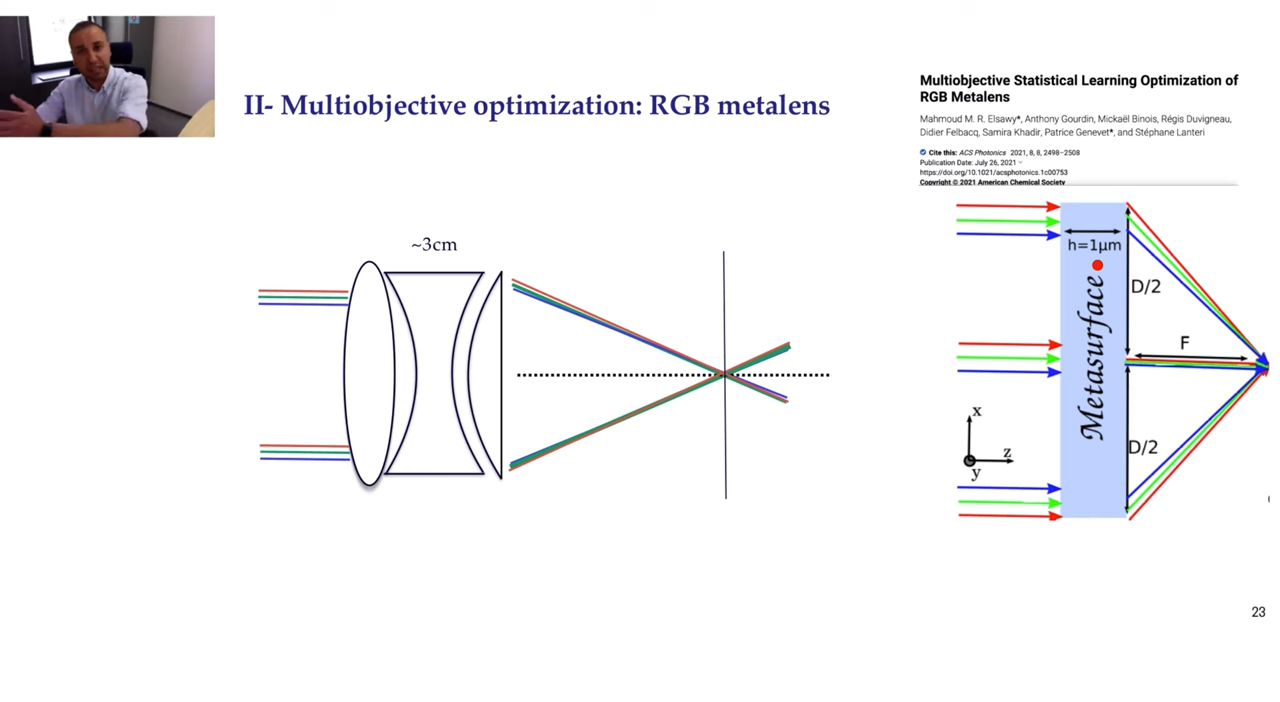 II- Multiobjective optimization: RGB metalens
Multiobjective Statistical Learning Optimization of
RGB Metalens
Mahmoud M. R. Elsawy*, Anthony Gourdin, Mickaël Binois, Régis Duvigneau,
Didier Felbacq, Samira Khadir, Patrice Genevet*, and Stéphane Lanteri
Cite this: ACS Photonics 2021, 8, 8, 2498–2508
Publication Date: July 26, 2021
https://doi.org/10.1021/acsphotonics.1c00753
Copyright © 2021 American Chemical Society
~3cm
h=1μm
D/2
Metasurface
F
x
z
y
D/2
23